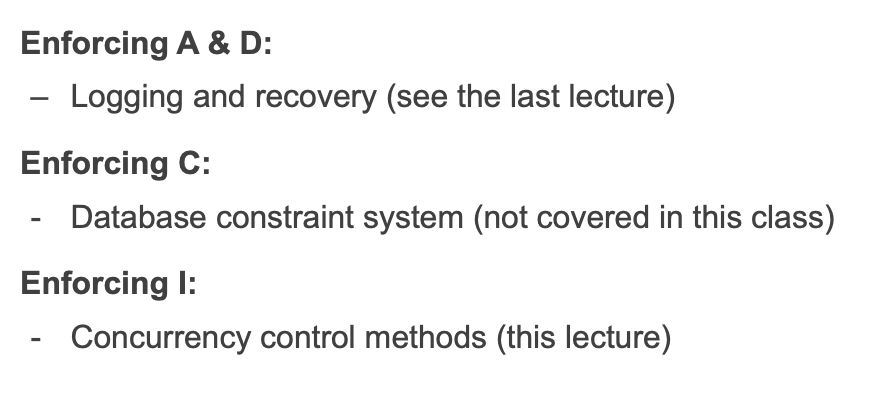 Enforcing A & D:
– Logging and recovery (see the last lecture)
Enforcing C:
- Database constraint system (not covered in this class)
Enforcing I:
- Concurrency control methods (this lecture)